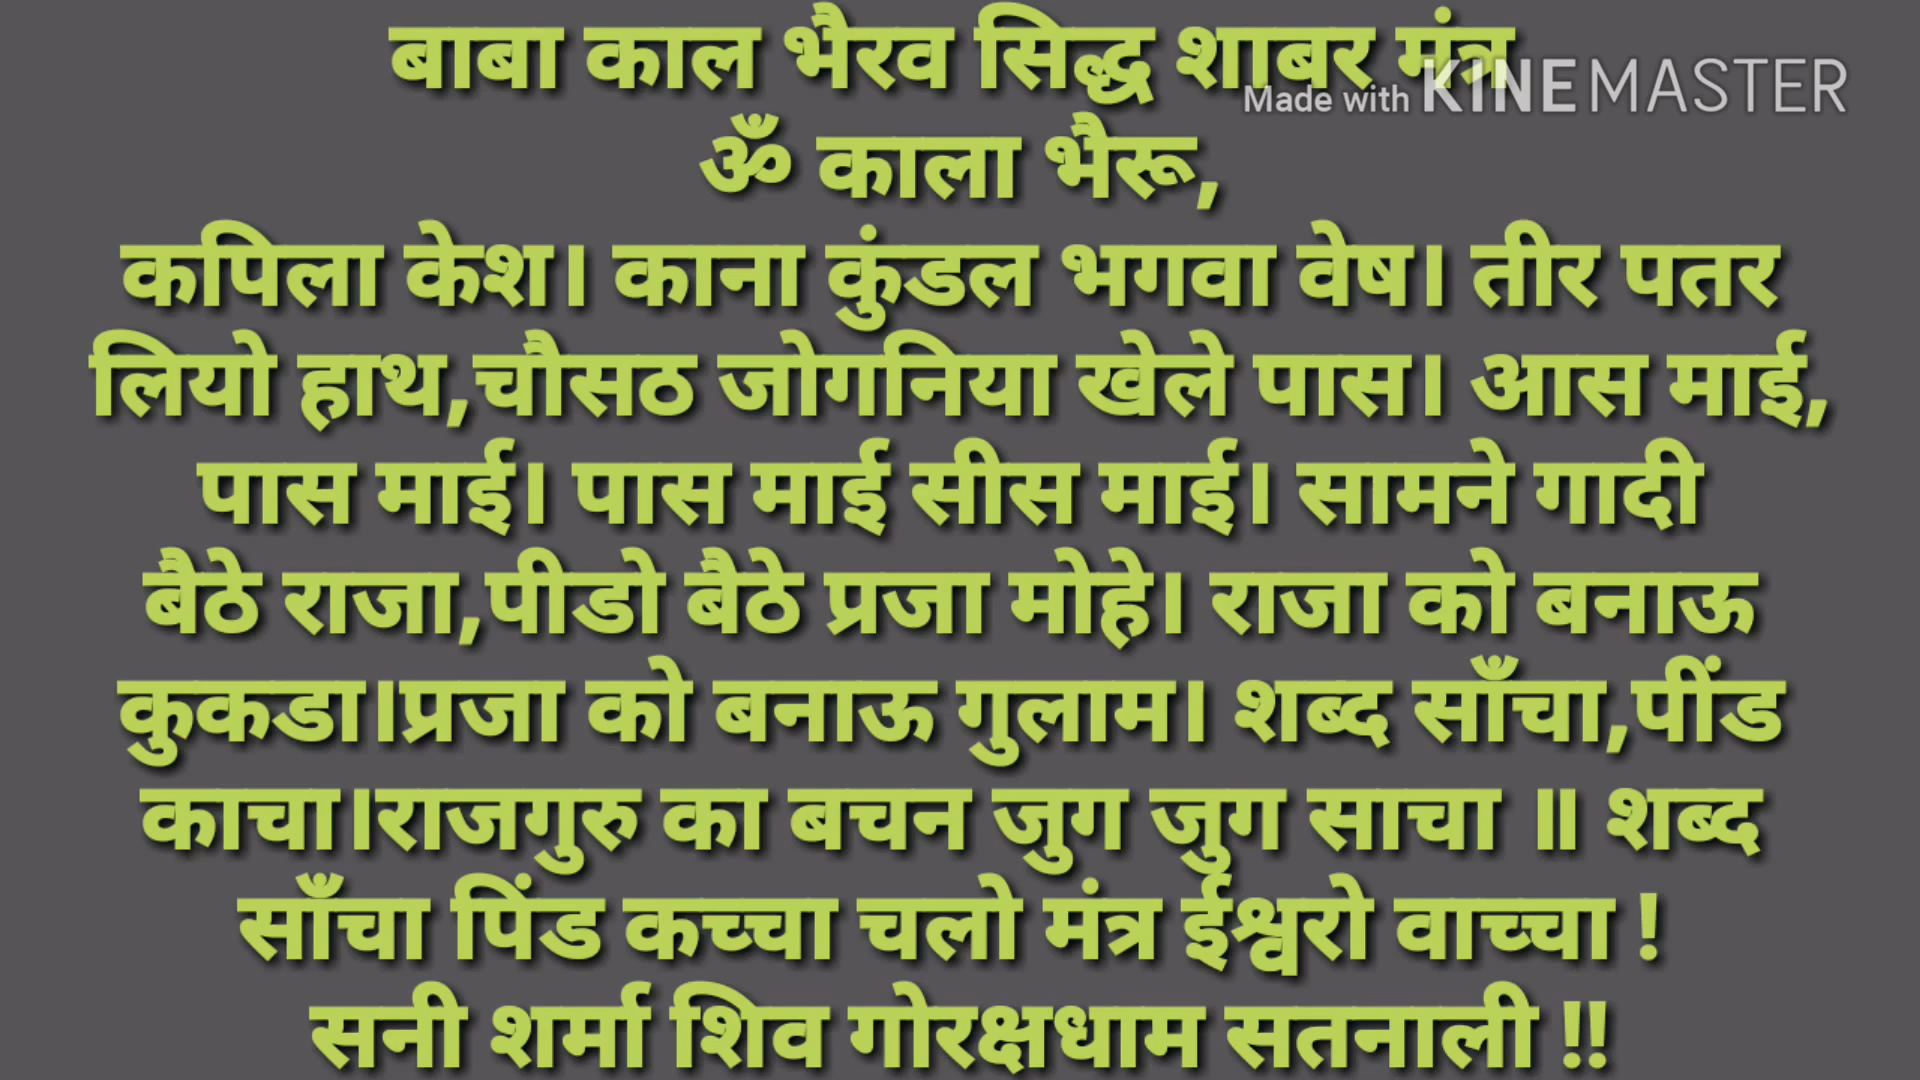 बाबा काल भैरव सिद्ध शाबर मंत्र
Made with KINEMASTER
ॐ काला भैरू,
कपिला केश। काना कुंडल भगवा वेष। तीर पतर
लियो हाथ,चौसठ जोगनिया खेले पास। आस माई,
पास माई। पास माई सीस माई। सामने गादी
बैठे राजा,पीडो बैठे प्रजा मोहे। राजा को बनाऊ
कुकडा।प्रजा को बनाऊ गुलाम। शब्द साँचा,पींड
काचा।राजगुरु का बचन जुग जुग साचा ॥ शब्द
साँचा पिंड कच्चा चलो मंत्र ईश्वरो वाच्चा !
सनी शर्मा शिव गोरक्षधाम सतनाली !!